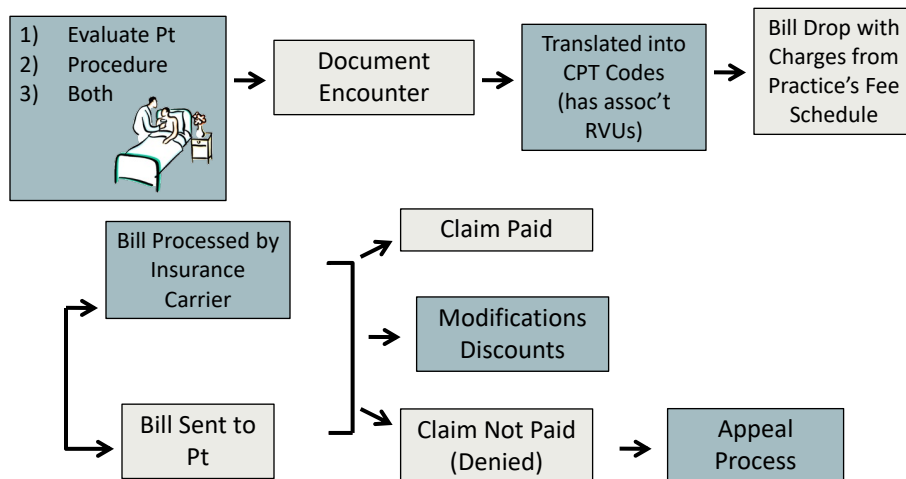 1) Evaluate Pt
2) Procedure
3) Both
Document
Encounter
Translated into
CPT Codes
(has assoc't
RVUs)
Bill Drop with
Charges from
Practice's Fee
Schedule
Bill Processed by
Insurance
Carrier
Claim Paid
Modifications
Discounts
Bill Sent to
Pt
Claim Not Paid
(Denied)
Appeal
Process